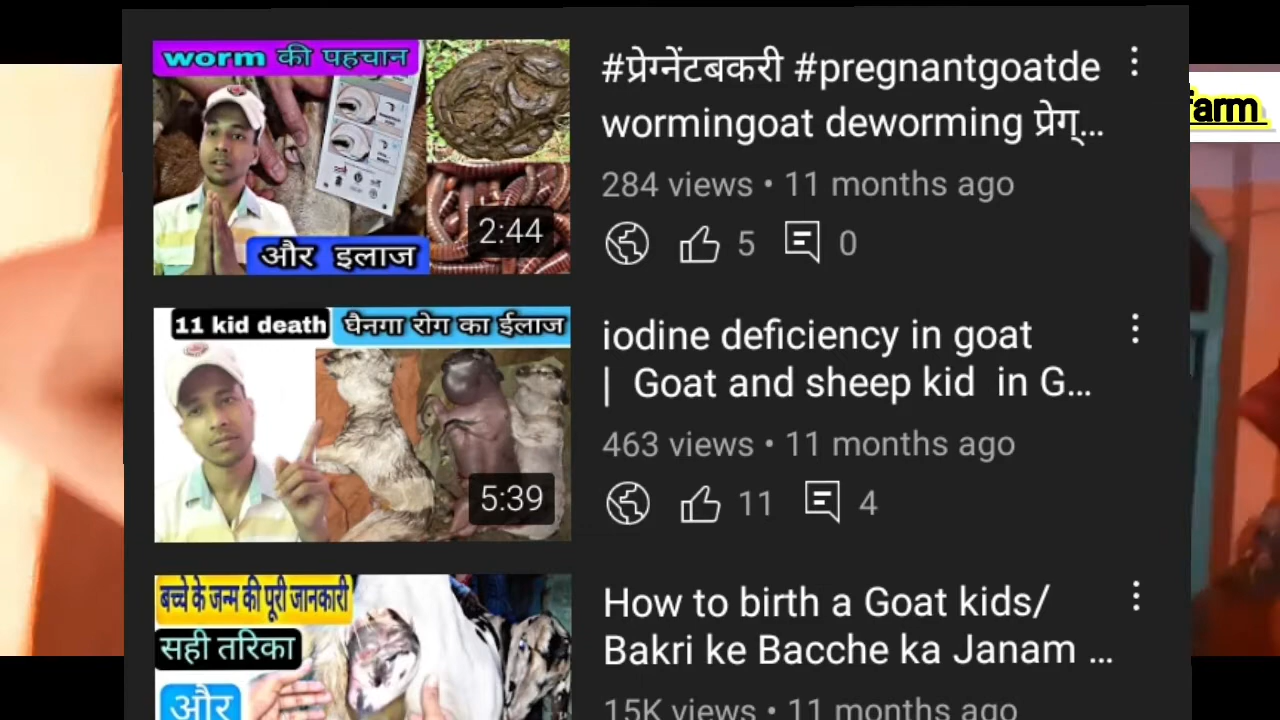 worm की पहचान
और इलाज
2:44
#प्रेग्नेंटबकरी #pregnantgoatde
wormingoat deworming प्रेग्...
284 views • 11 months ago
5 0
farm
11 kid death घैनगा रोग का ईलाज
5:39
iodine deficiency in goat
| Goat and sheep kid in G...
463 views • 11 months ago
11 4
बच्चे के जन्म की पूरी जानकारी
सही तरिका
और
How to birth a Goat kids/
Bakri ke Bacche ka Janam ...
15K views • 11 months ago